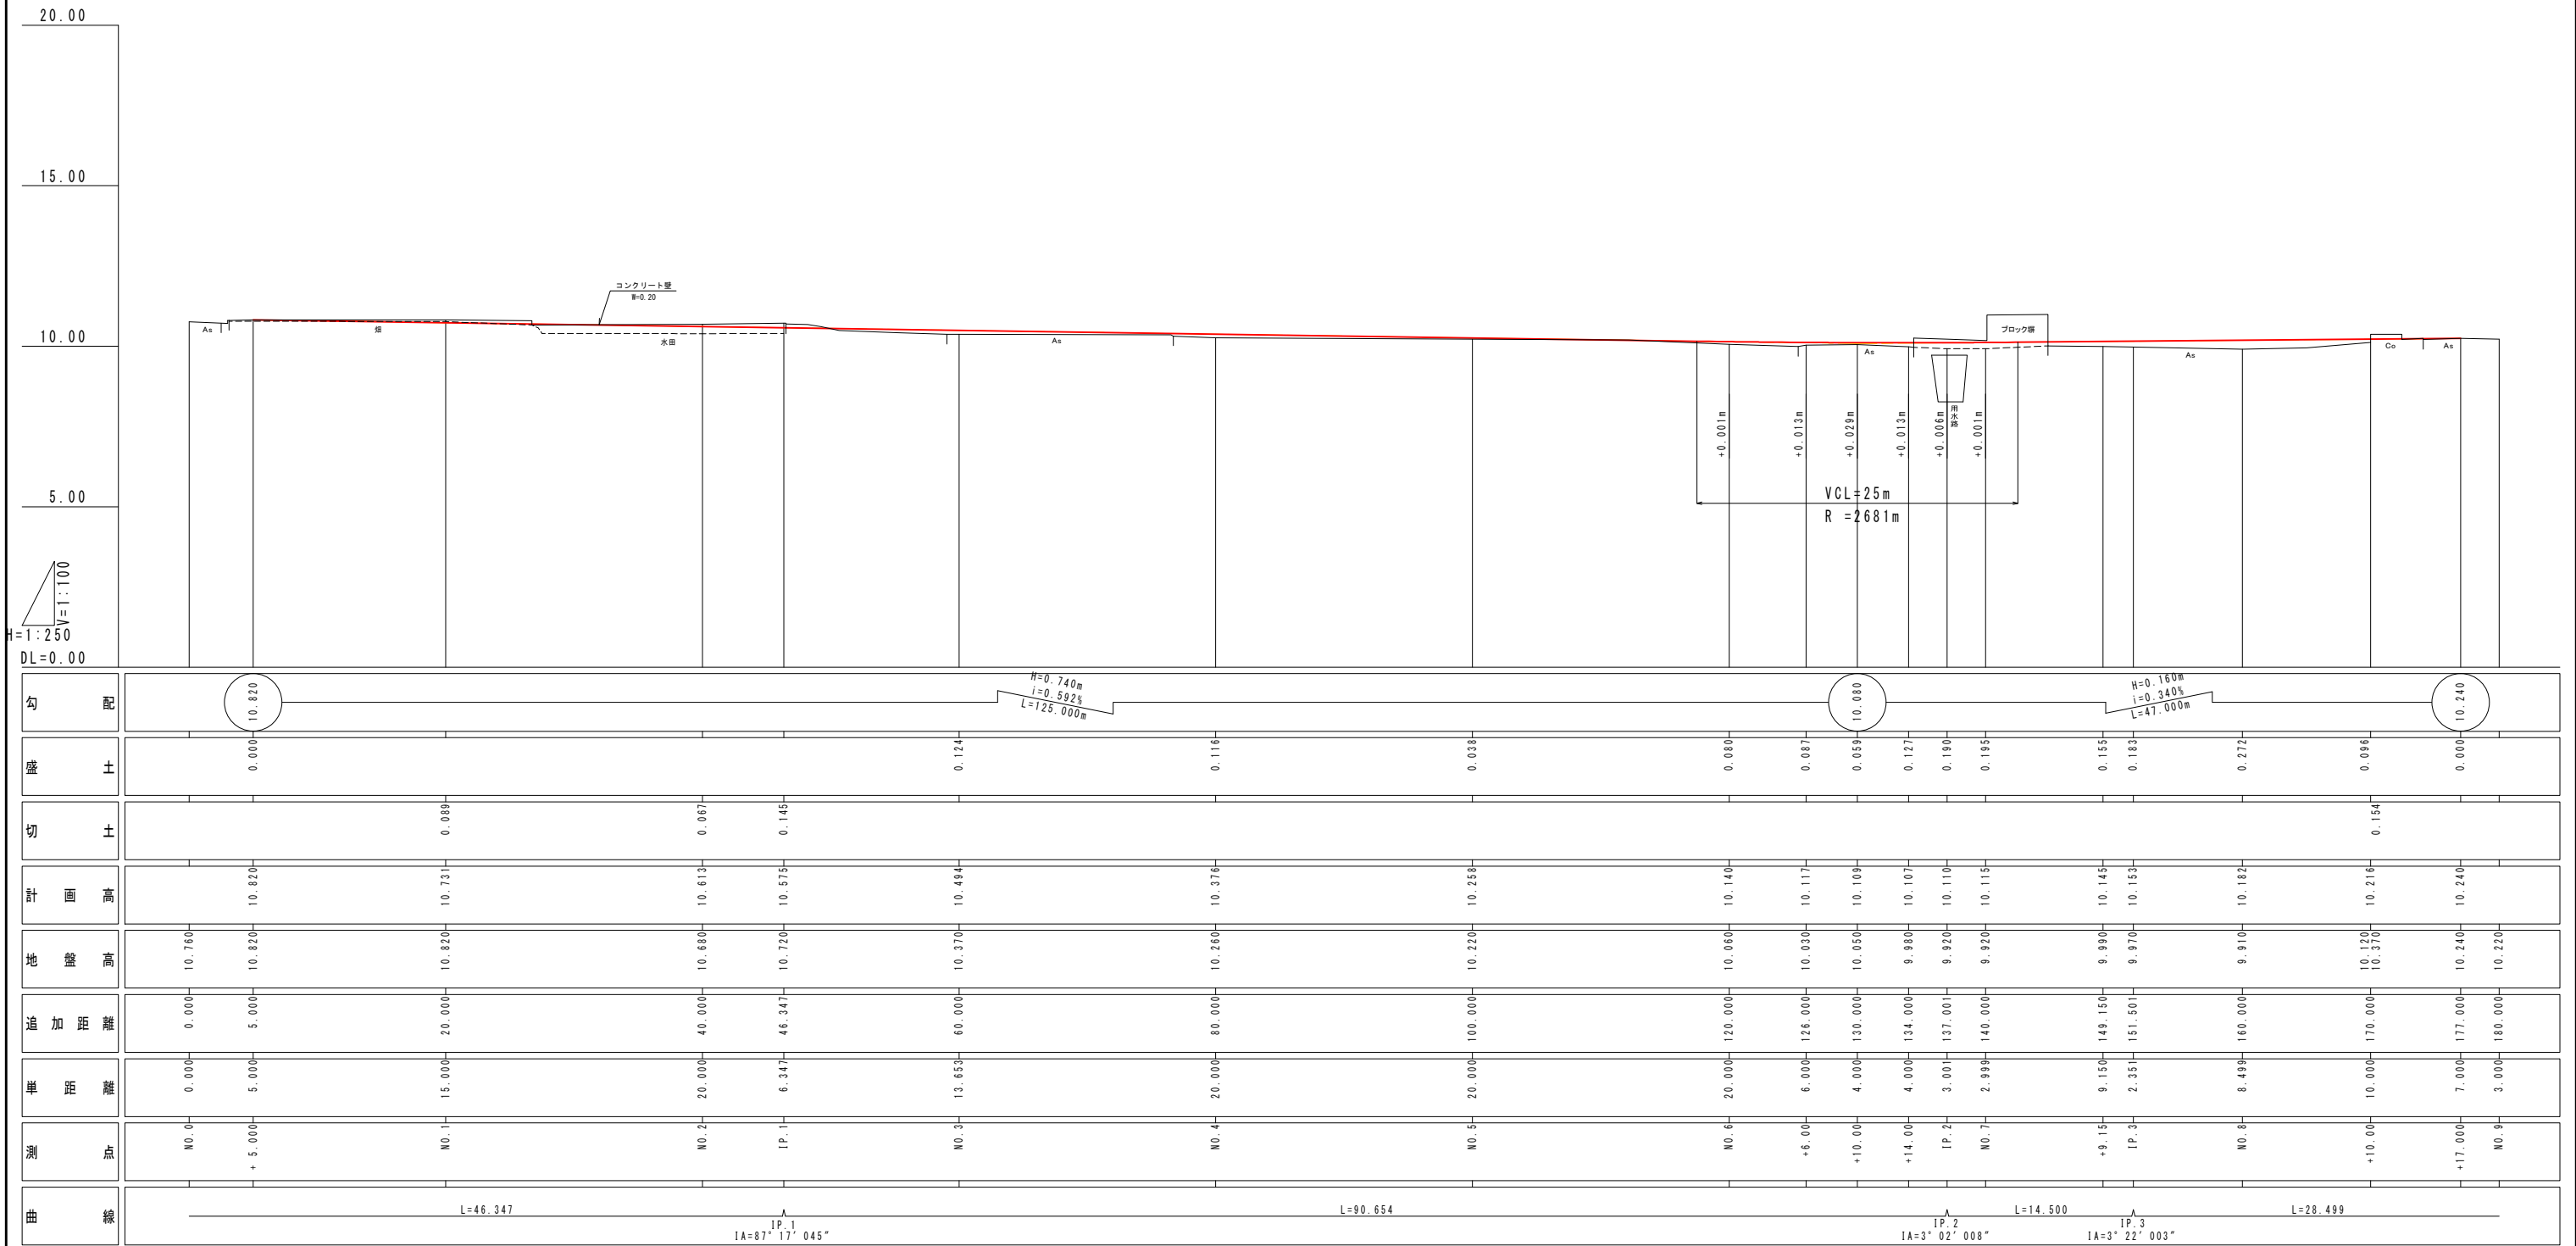 20.00
15.00
10.00
5.00
V=1:100
H=1:250
DL=0.00
コンクリート壁
W=0.20
As
畑
水田
As
As
用水路
ブロック塀
As
Co
As
+0.001m
+0.013m
+0.029m
+0.013m
+0.006m
+0.001m
VCL=25m
R =2681m
勾配
10.820
H=0.740m
i=0.592%
L=125.000m
10.080
H=0.160m
i=0.340%
L=47.000m
10.240
盛土
0.000
0.124
0.116
0.038
0.080
0.087
0.059
0.127
0.190
0.195
0.155
0.183
0.272
0.096
0.000
切土
0.089
0.067
0.145
0.154
計画高
10.820
10.731
10.613
10.575
10.494
10.376
10.258
10.140
10.117
10.109
10.107
10.110
10.115
10.145
10.153
10.182
10.216
10.240
地盤高
10.760
10.820
10.820
10.680
10.720
10.370
10.260
10.220
10.060
10.030
10.050
9.980
9.920
9.920
9.990
9.970
9.910
10.120
10.370
10.240
10.220
追加距離
0.000
5.000
20.000
40.000
46.347
60.000
80.000
100.000
120.000
126.000
130.000
134.000
137.001
140.000
149.150
151.501
160.000
170.000
177.000
180.000
単距離
0.000
5.000
15.000
20.000
6.347
13.653
20.000
20.000
20.000
6.000
4.000
4.000
3.001
2.999
9.150
2.351
8.499
10.000
7.000
3.000
測点
NO.0
+ 5.000
NO.1
NO.2
IP.1
NO.3
NO.4
NO.5
NO.6
+6.00
+10.00
+14.00
IP.2
NO.7
+9.15
IP.3
NO.8
+10.00
+17.000
NO.9
曲線
L=46.347
IP.1
IA=87°17′045″
L=90.654
IP.2
IA=3°02′008″
L=14.500
IP.3
IA=3°22′003″
L=28.499